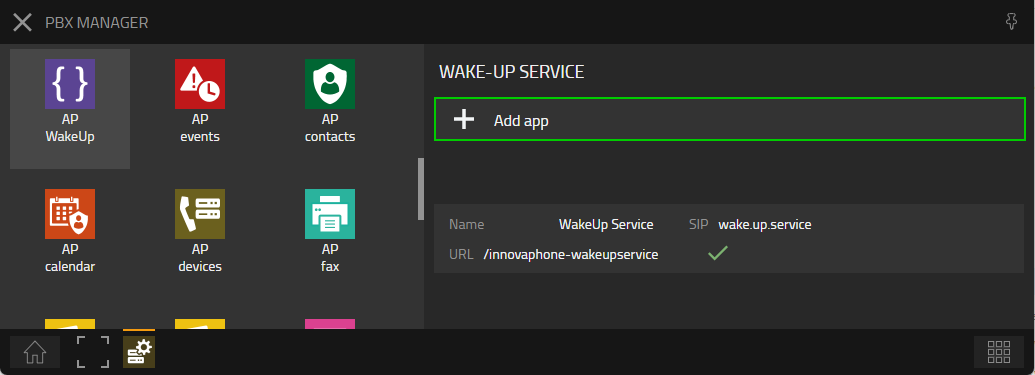 PBX MANAGER
AP
WakeUp
AP
events
AP
contacts
AP
calendar
AP
devices
AP
fax
WAKE-UP SERVICE
Add app
Name WakeUp Service SIP wake.up.service
URL /innovaphone-wakeupservice